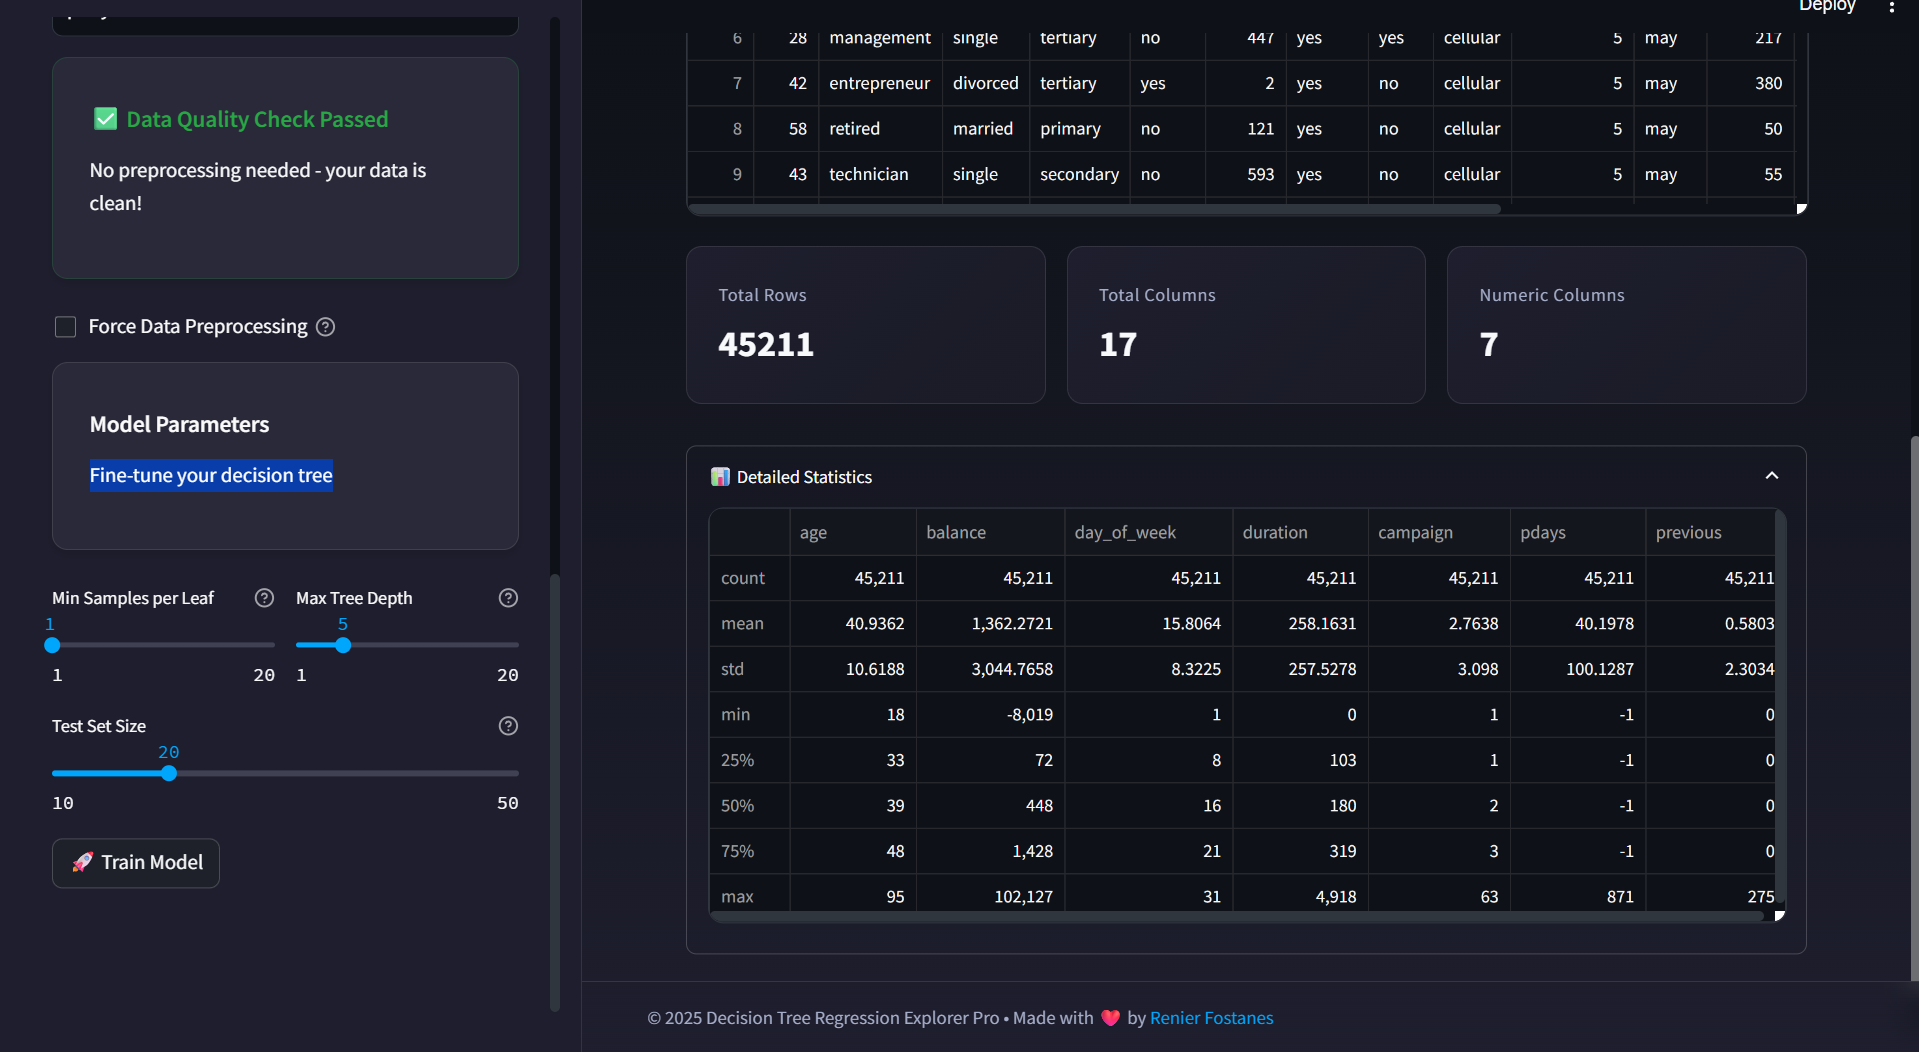 Data Quality Check Passed
No preprocessing needed - your data is
clean!
Force Data Preprocessing
Model Parameters
Fine-tune your decision tree
Min Samples per Leaf
Max Tree Depth
1
5
1
20
1
20
Test Set Size
20
10
50
Train Model
Deploy
6 28 management single tertiary no 447 yes yes cellular 5 may 217
7 42 entrepreneur divorced tertiary yes 2 yes no cellular 5 may 380
8 58 retired married primary no 121 yes no cellular 5 may 50
9 43 technician single secondary no 593 yes no cellular 5 may 55
Total Rows
45211
Total Columns
17
Numeric Columns
7
Detailed Statistics
age balance day_of_week duration campaign pdays previous
count 45,211 45,211 45,211 45,211 45,211 45,211 45,211
mean 40.9362 1,362.2721 15.8064 258.1631 2.7638 40.1978 0.5803
std 10.6188 3,044.7658 8.3225 257.5278 3.098 100.1287 2.3034
min 18 -8,019 1 0 1 -1 0
25% 33 72 8 103 1 -1 0
50% 39 448 16 180 2 -1 0
75% 48 1,428 21 319 3 -1 0
max 95 102,127 31 4,918 63 871 275
© 2025 Decision Tree Regression Explorer Pro • Made with ❤️ by Renier Fostanes